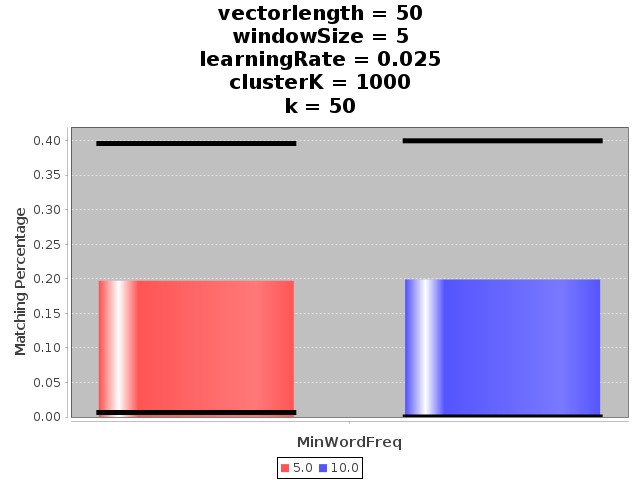 vectorlength = 50
windowSize = 5
learningRate = 0.025
clusterK = 1000
k = 50
0.40
0.35
0.30
0.25
0.20
0.15
0.10
0.05
0.00
Matching Percentage
MinWordFreq
5.0 10.0